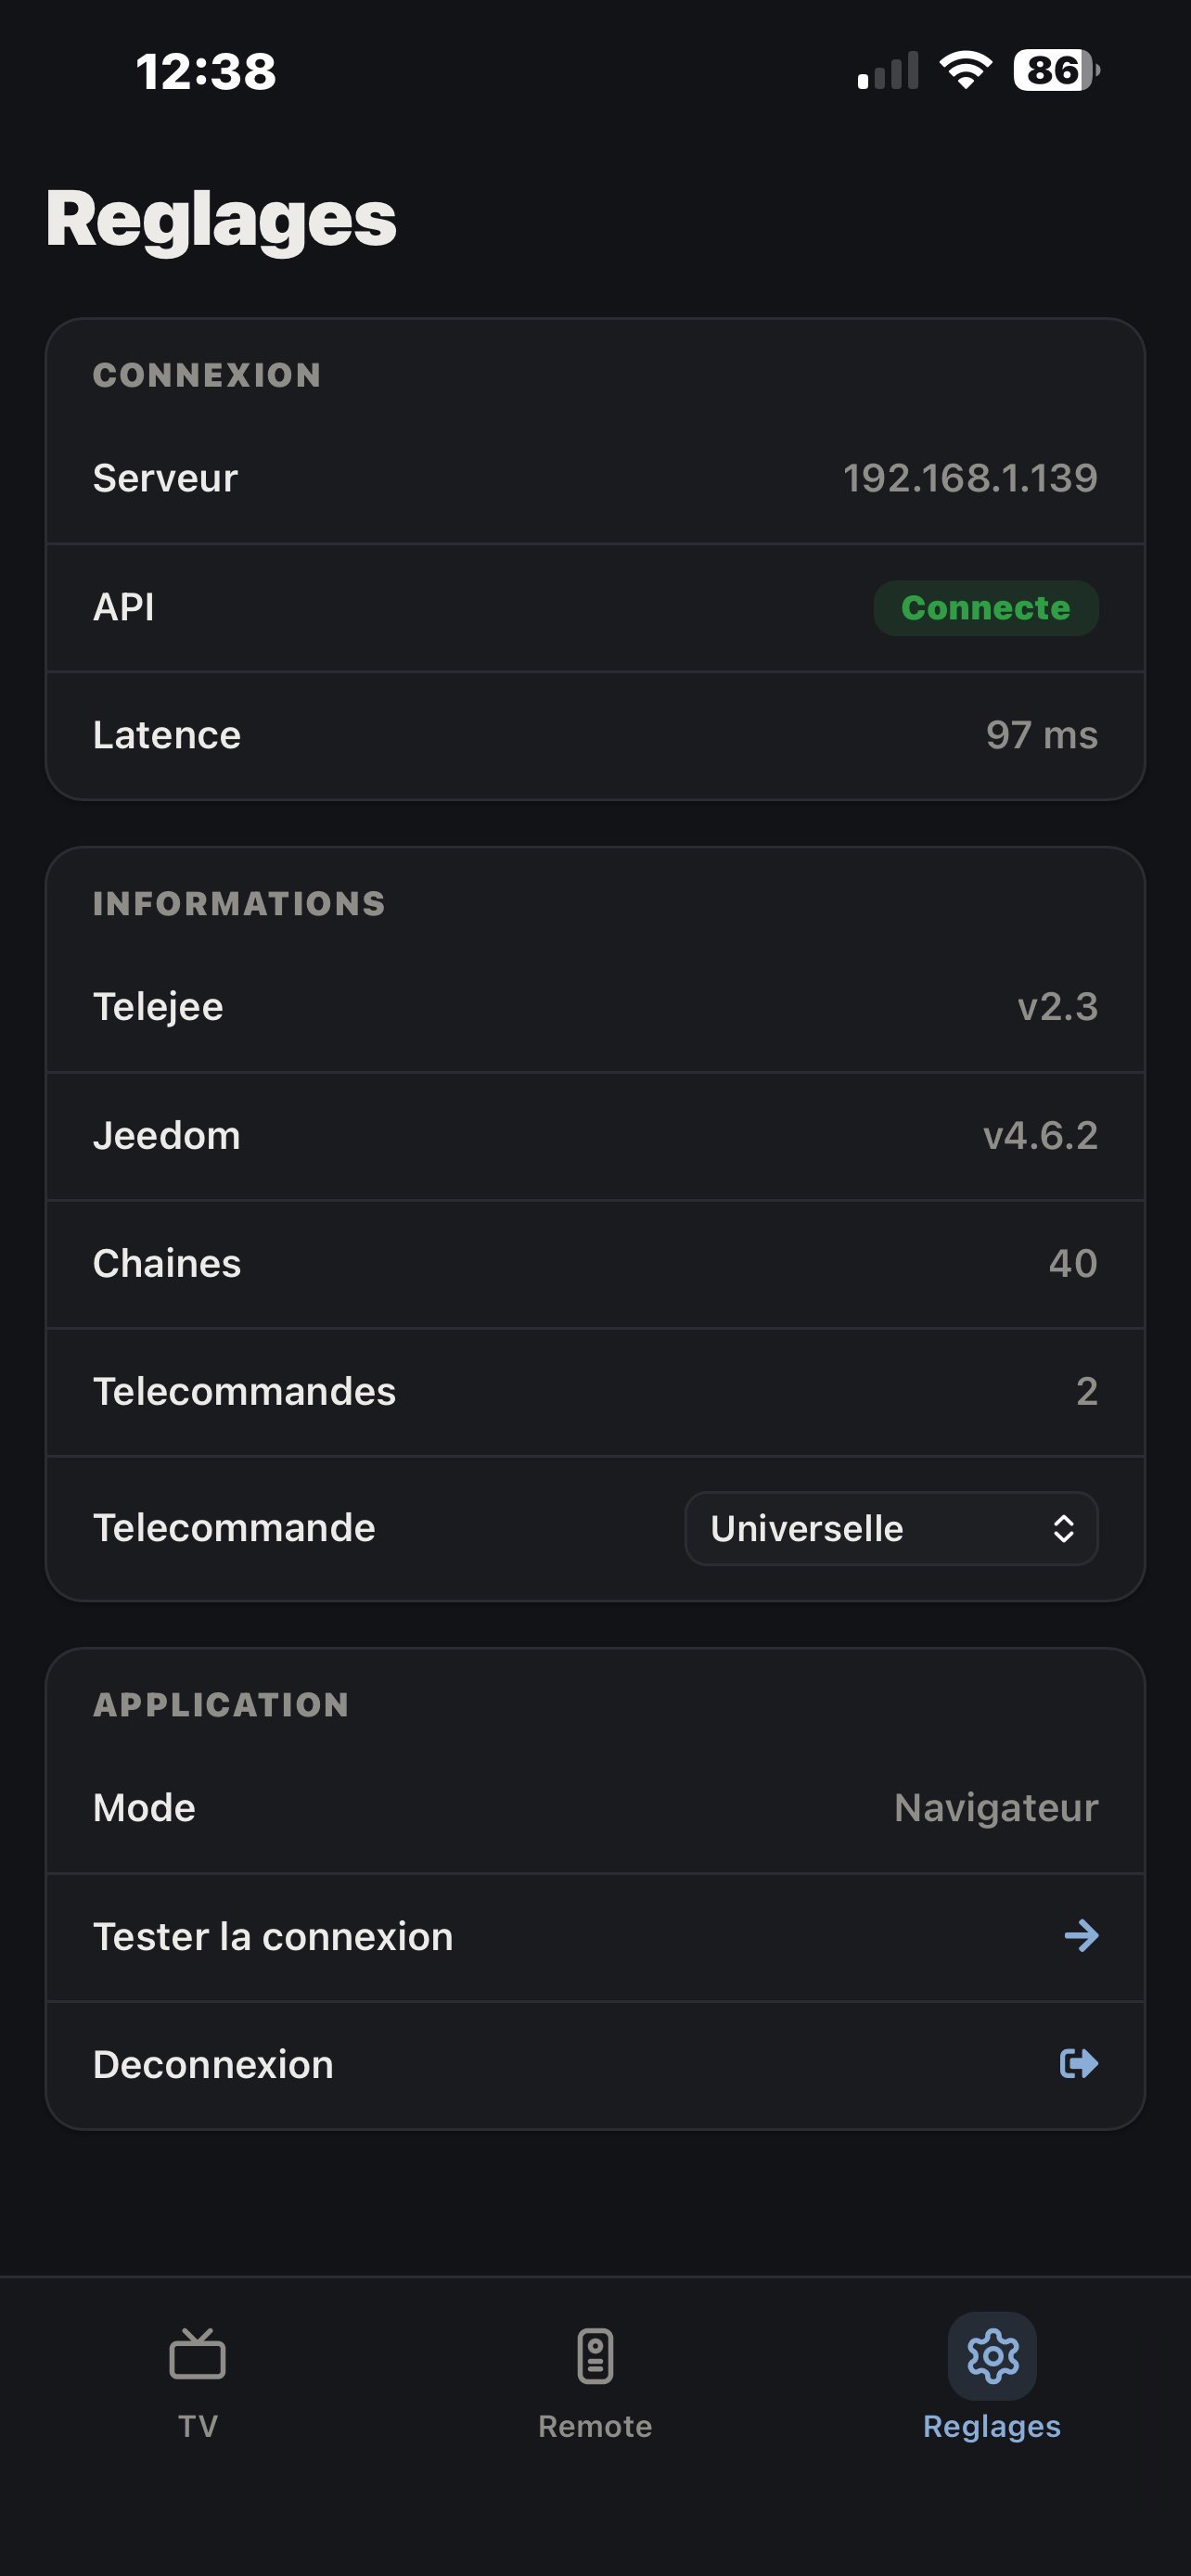 12:38
86
Reglages
CONNEXION
Serveur 192.168.1.139
API Connecte
Latence 97 ms
INFORMATIONS
Telejee v2.3
Jeedom v4.6.2
Chaines 40
Telecommandes 2
Telecommande Universelle
APPLICATION
Mode Navigateur
Tester la connexion
Deconnexion
TV Remote Reglages